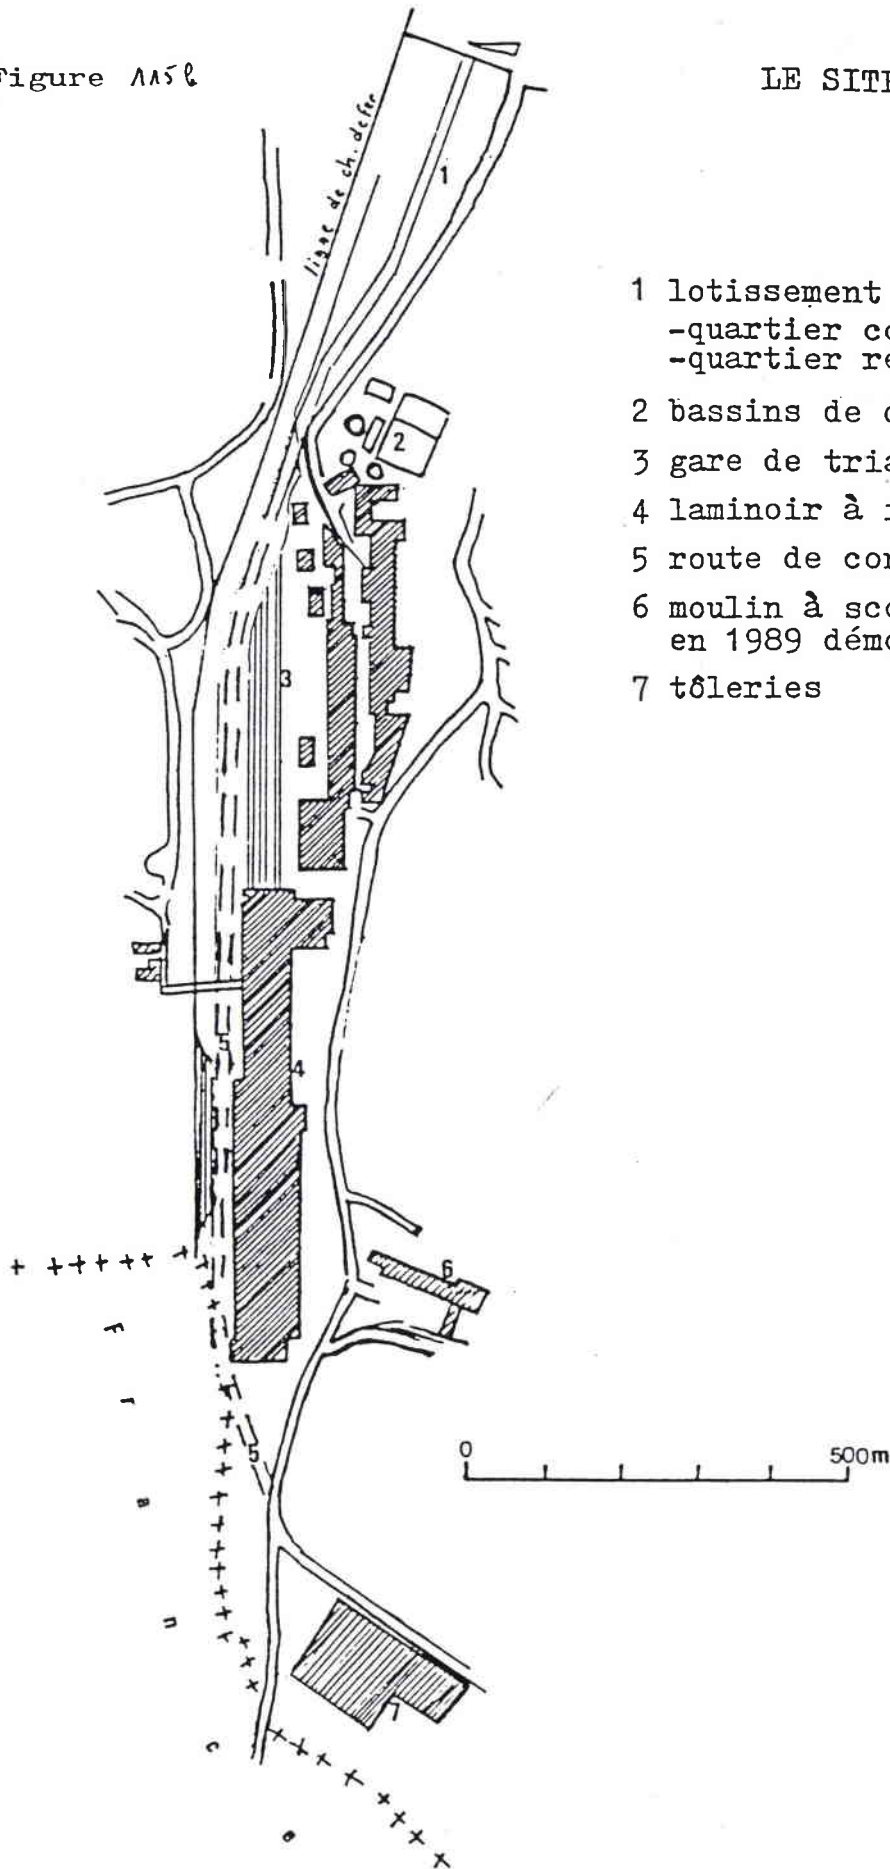 Figure 115b
LE SITE
ligne de ch. de fer
1
1 lotissement
-quartier co
-quartier re
2 bassins de
3 gare de tria
4 laminoir à
5 route de con
6 moulin à sco
en 1989 démo
7 tôleries
2
3
5
4
6
France
5
0 500m
7